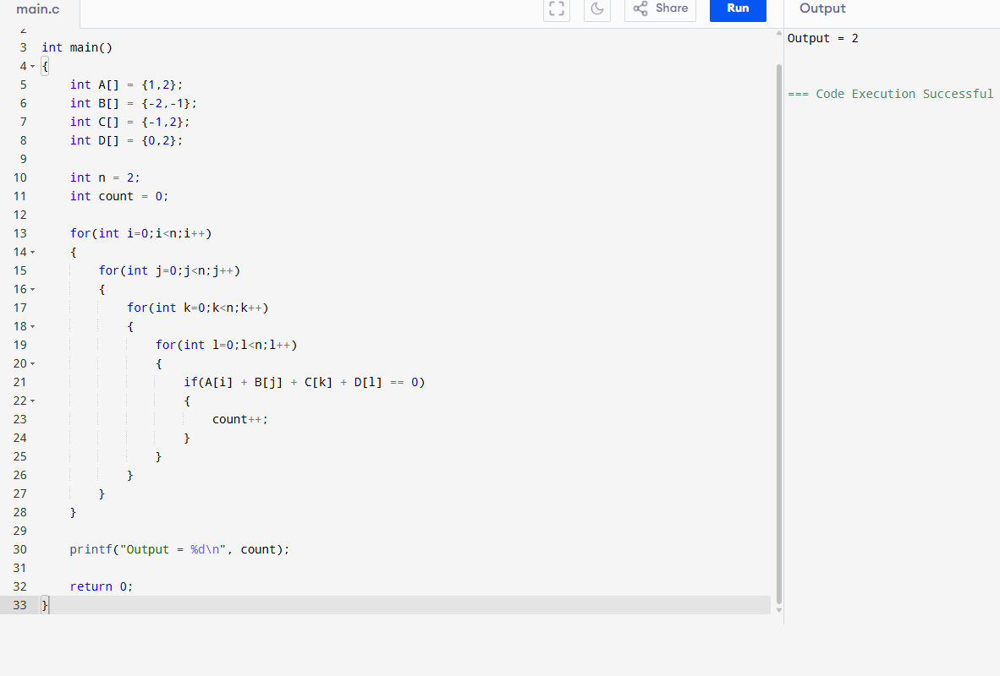 main.c
Share
Run
Output
2
3 int main()
4 {
5 int A[] = {1,2};
6 int B[] = {-2,-1};
7 int C[] = {-1,2};
8 int D[] = {0,2};
9
10 int n = 2;
11 int count = 0;
12
13 for(int i=0;i<n;i++)
14 {
15 for(int j=0;j<n;j++)
16 {
17 for(int k=0;k<n;k++)
18 {
19 for(int l=0;l<n;l++)
20 {
21 if(A[i] + B[j] + C[k] + D[l] == 0)
22 {
23 count++;
24 }
25 }
26 }
27 }
28 }
29
30 printf("Output = %d\n", count);
31
32 return 0;
33 }
Output = 2
=== Code Execution Successful